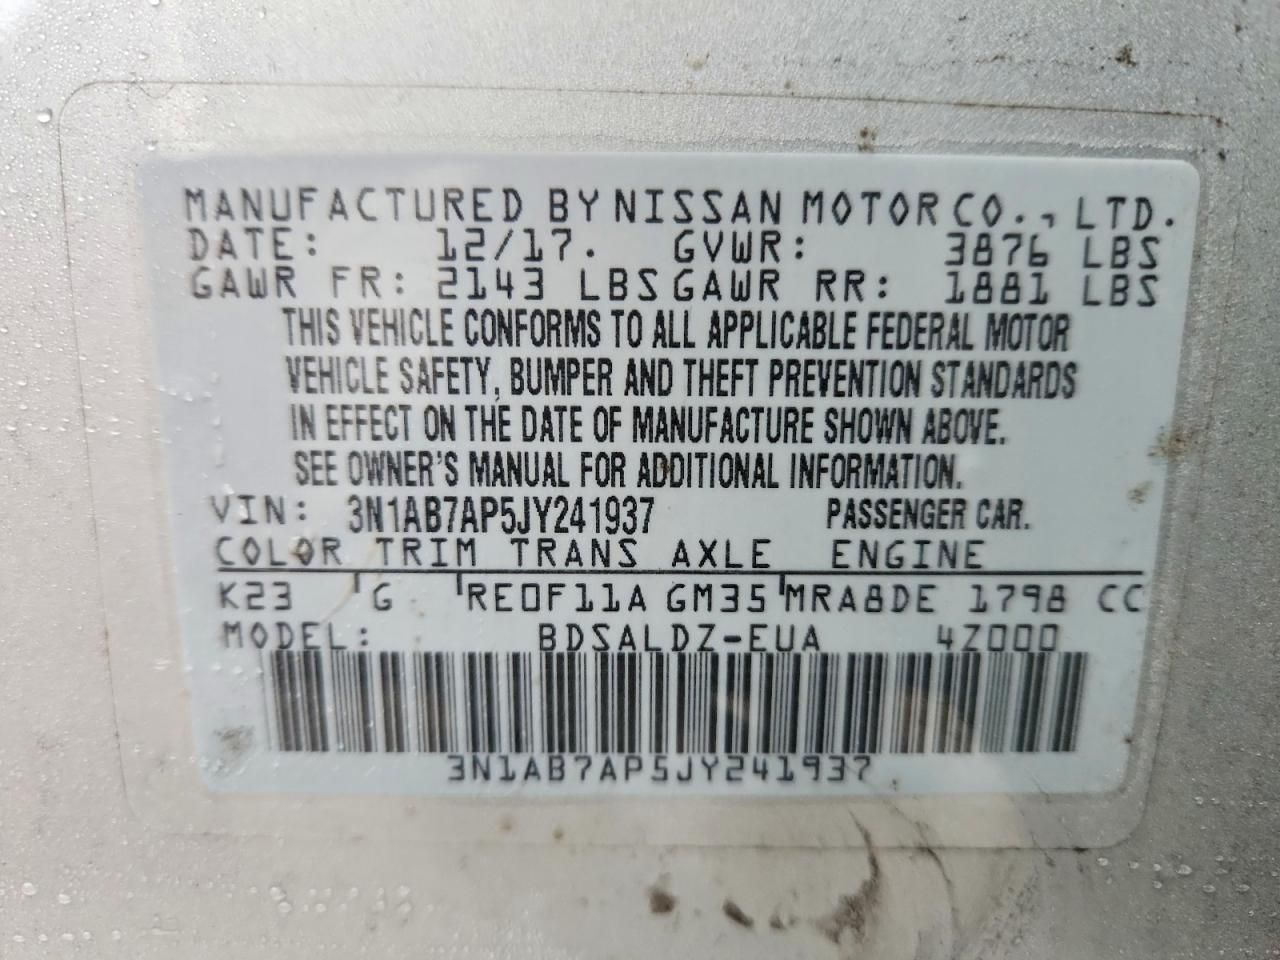 MANUFACTURED BY NISSAN MOTOR CO., LTD.
DATE: 12/17. GVWR: 3876 LBS
GAWR FR: 2143 LBS GAWR RR: 1881 LBS
THIS VEHICLE CONFORMS TO ALL APPLICABLE FEDERAL MOTOR
VEHICLE SAFETY, BUMPER AND THEFT PREVENTION STANDARDS
IN EFFECT ON THE DATE OF MANUFACTURE SHOWN ABOVE.
SEE OWNER'S MANUAL FOR ADDITIONAL INFORMATION.
VIN: 3N1AB7AP5JY241937 PASSENGER CAR.
COLOR TRIM TRANS AXLE ENGINE
K23 G RE0F11A GM35 MRA8DE 1798 CC
MODEL: BDSALDZ-EUA 4Z000
3N1AB7AP5JY241937